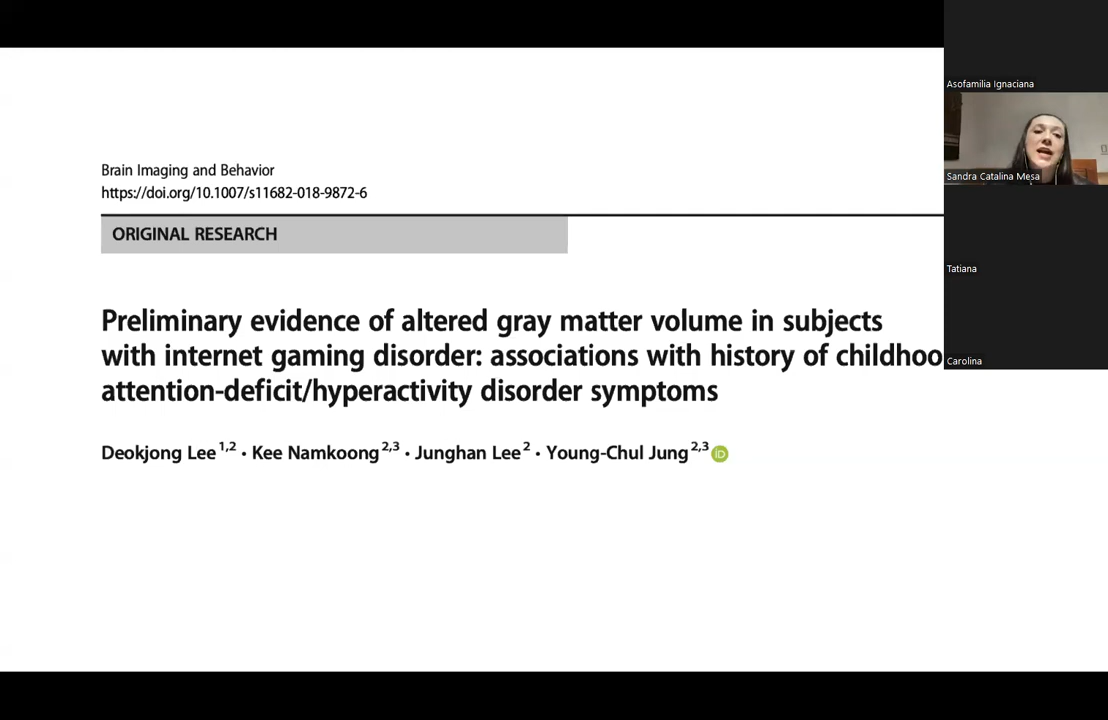 Brain Imaging and Behavior
https://doi.org/10.1007/s11682-018-9872-6
ORIGINAL RESEARCH
Preliminary evidence of altered gray matter volume in subjects
with internet gaming disorder: associations with history of childhoo
attention-deficit/hyperactivity disorder symptoms
Deokjong Lee 1,2 • Kee Namkoong 2,3 • Junghan Lee 2 • Young-Chul Jung 2,3 iD
Asofamilia Ignaciana
Sandra Catalina Mesa
Tatiana
Carolina